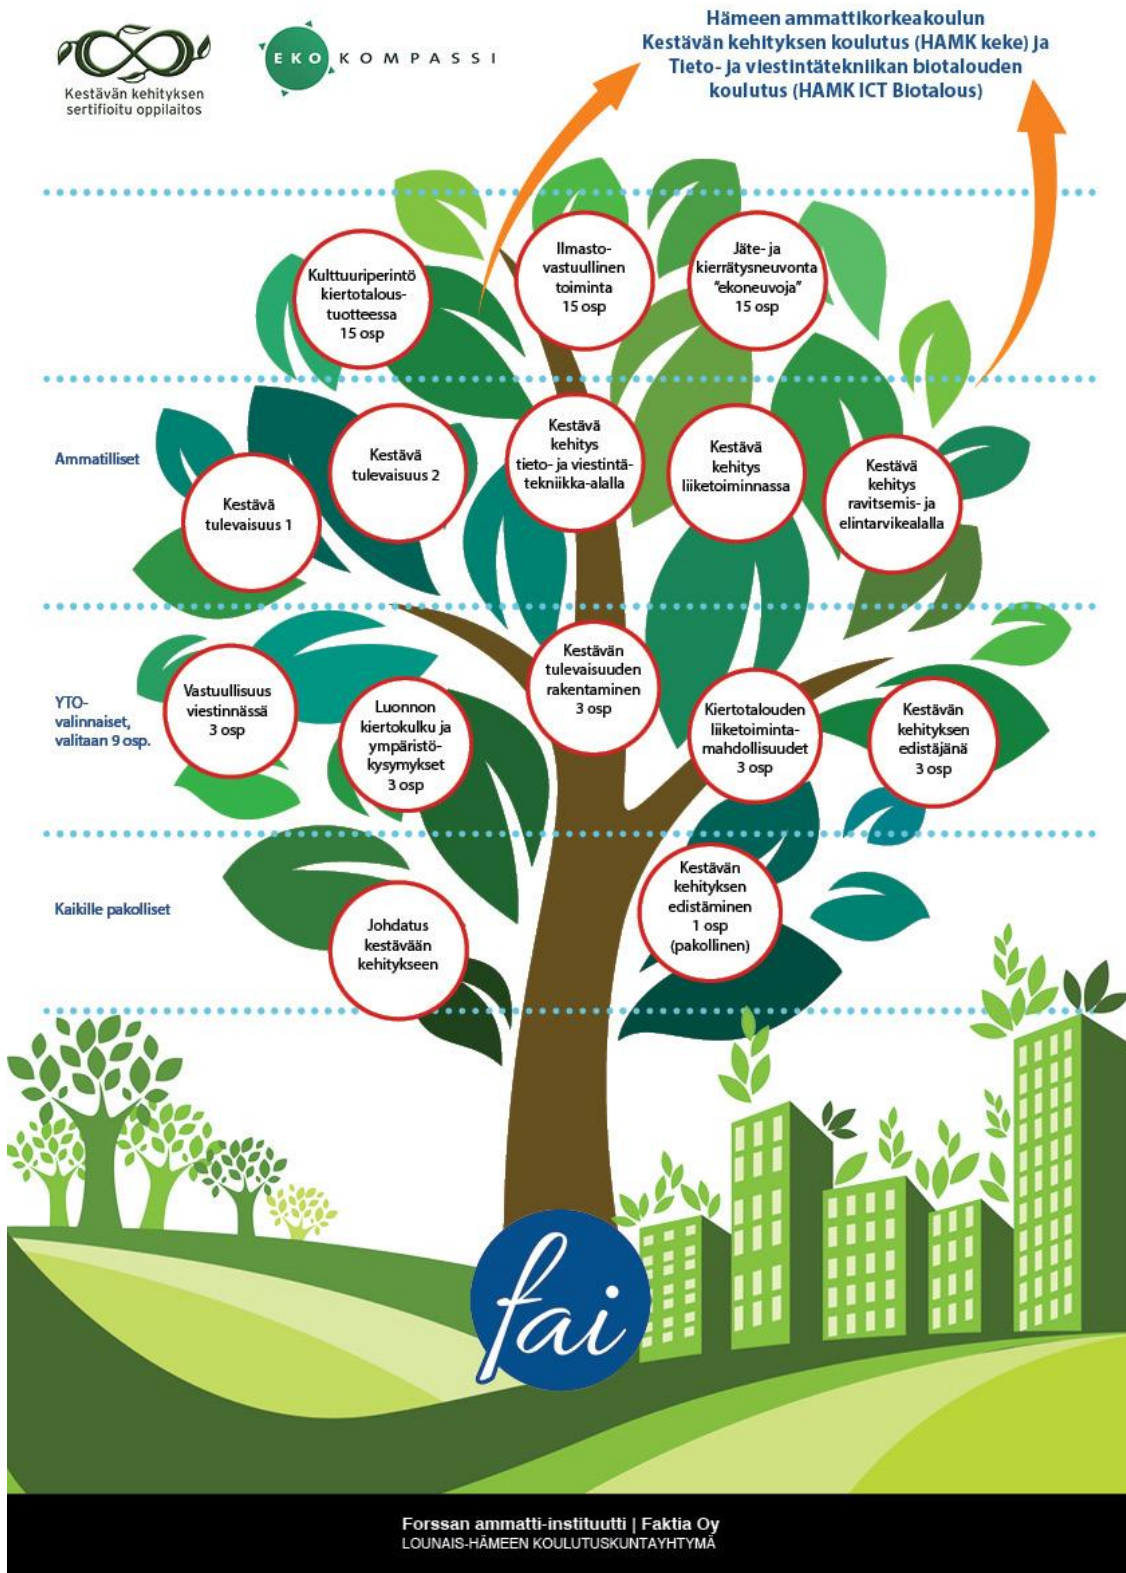 Kestävän kehityksen
sertifioitu oppilaitos
EKO KOMPASSI
Hämeen ammattikorkeakoulun
Kestävän kehityksen koulutus (HAMK keke) ja
Tieto- ja viestintätekniikan biotalouden
koulutus (HAMK ICT Biotalous)
Kulttuuriperintö
kiertotalous-
tuotteessa
15 osp
Ilmasto-
vastuullinen
toiminta
15 osp
Jäte- ja
kierrätysneuvonta
"ekoneuvoja"
15 osp
Ammatilliset
Kestävä
tulevaisuus 1
Kestävä
tulevaisuus 2
Kestävä
kehitys
tieto- ja viestintä-
tekniikka-alalla
Kestävä
kehitys
liiketoiminnassa
Kestävä
kehitys
ravitsemis- ja
elintarvikealalla
YTO-
valinnaiset,
valitaan 9 osp.
Vastuullisuus
viestinnässä
3 osp
Luonnon
kiertokulku ja
ympäristö-
kysymykset
3 osp
Kestävän
tulevaisuuden
rakentaminen
3 osp
Kiertotalouden
liiketoiminta-
mahdollisuudet
3 osp
Kestävän
kehityksen
edistäjänä
3 osp
Kaikille pakolliset
Johdatus
kestävään
kehitykseen
Kestävän
kehityksen
edistäminen
1 osp
(pakollinen)
fai
Forssan ammatti-instituutti | Faktia Oy
LOUNAIS-HÄMEEN KOULUTUSKUNTAYHTYMÄ